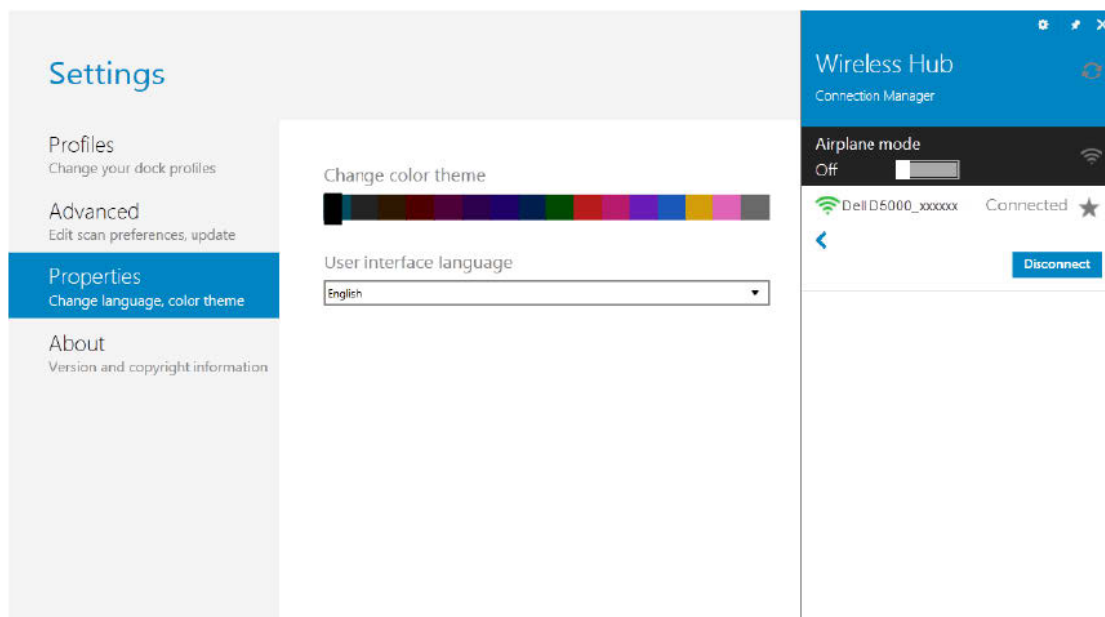 Settings
Profiles
Change your dock profiles
Advanced
Edit scan preferences, update
Properties
Change language, color theme
About
Version and copyright information
Change color theme
User interface language
English
Wireless Hub
Connection Manager
Airplane mode
Off
Dell D5000_xxxxxx Connected
Disconnect